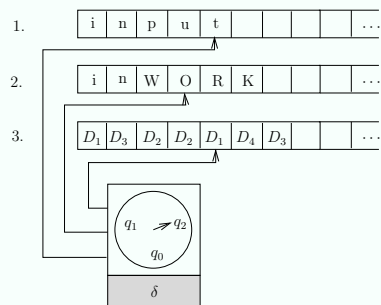 1. i n p u t ...
2. i n W O R K ...
3. D₁ D₃ D₂ D₂ D₁ D₄ D₃ ...
q₁ q₂
q₀
δ